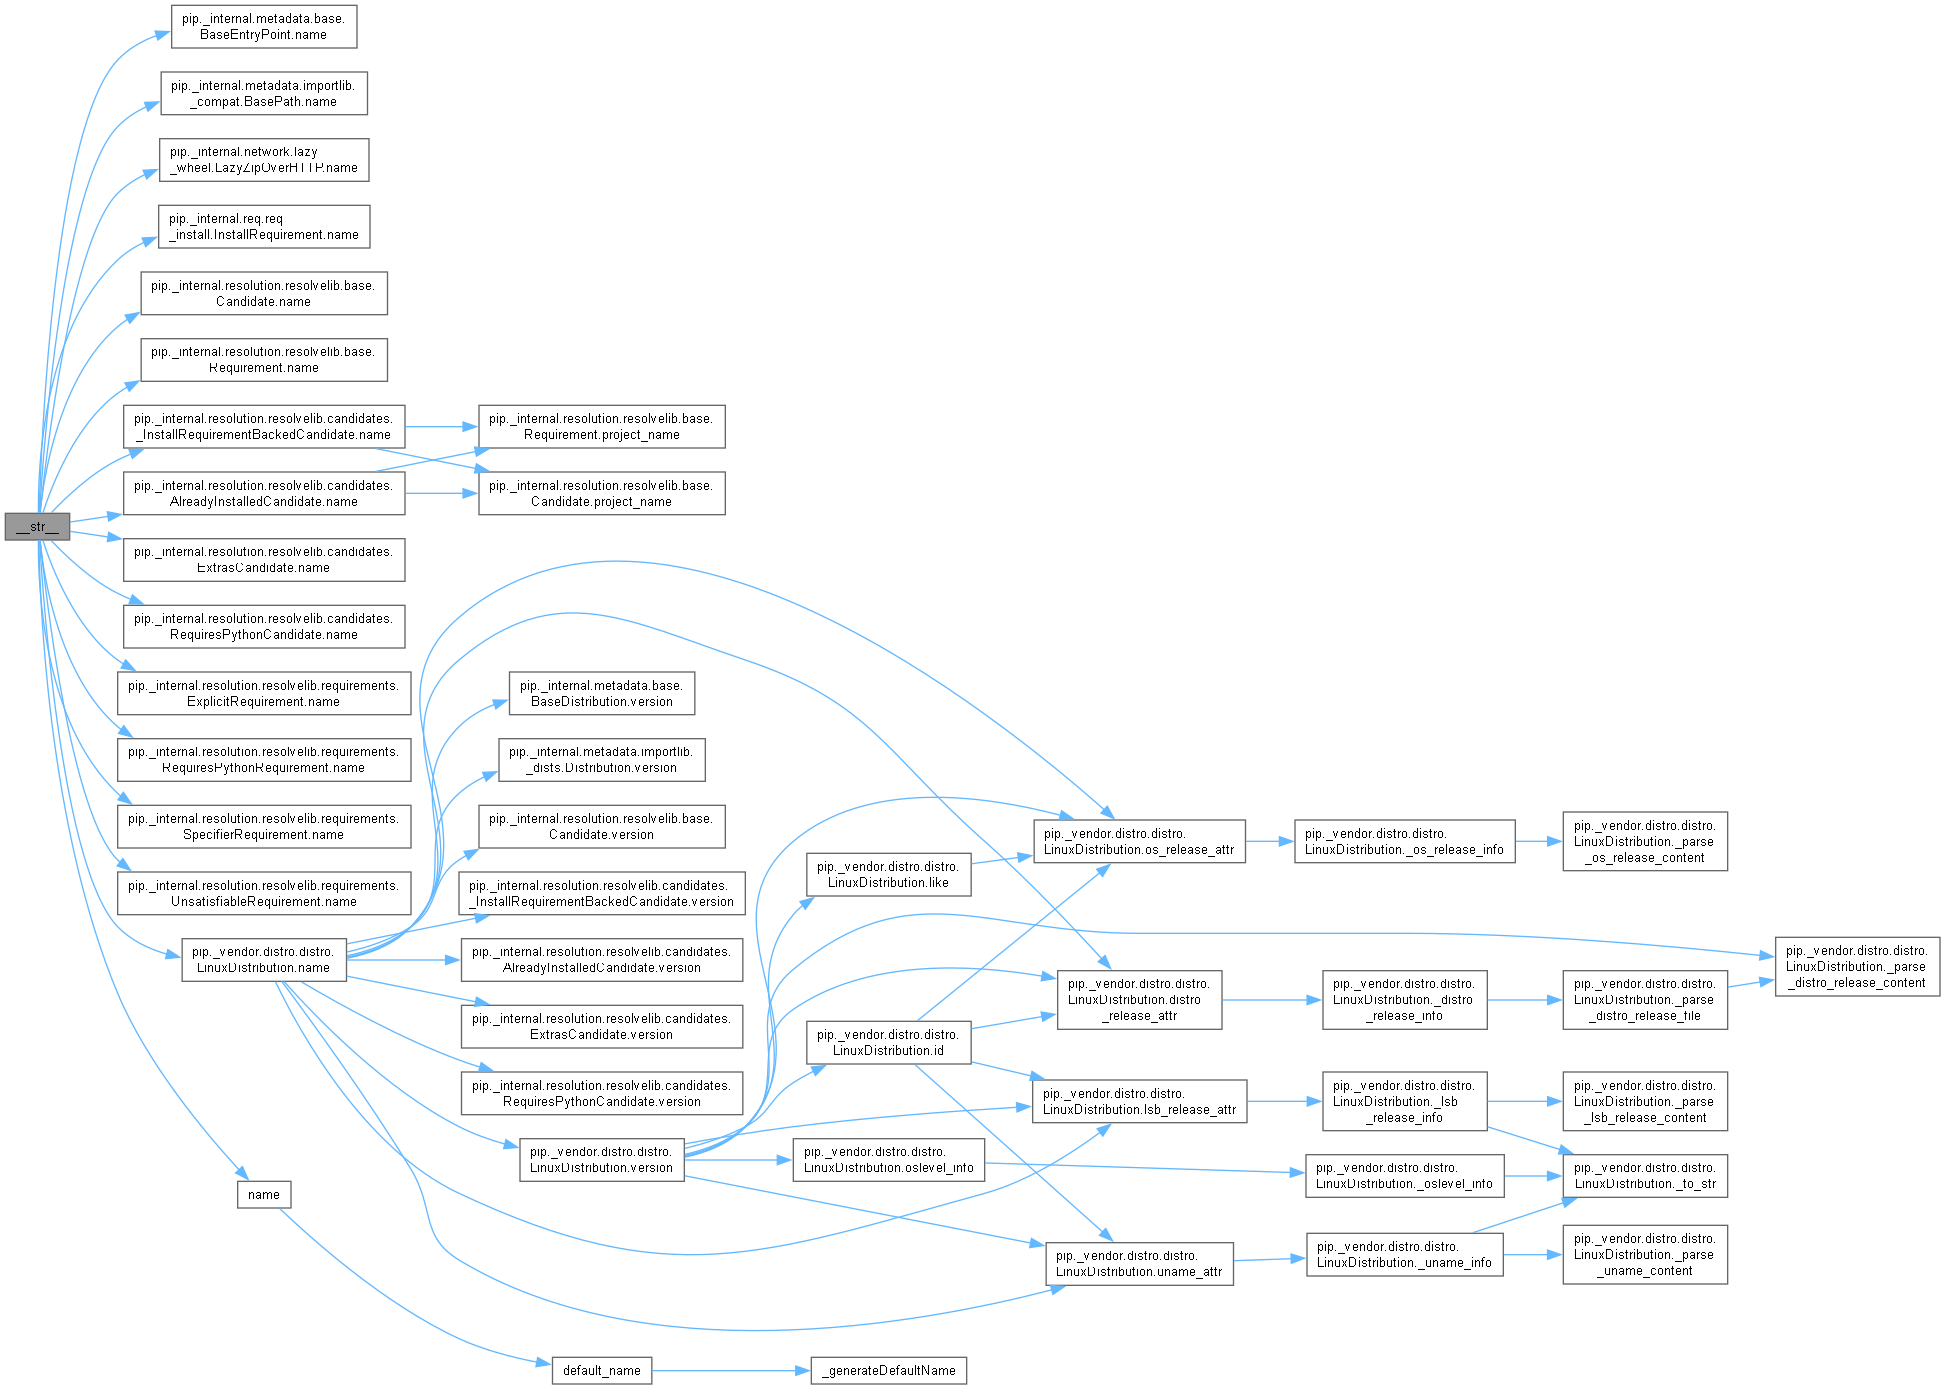 pip._internal.metadata.base.
BaseEntryPoint.name
pip._internal.metadata.importlib.
_compat.BasePath.name
pip._internal.network.lazy
_wheel.LazyZipOverHTTP.name
pip._internal.req.req
_install.InstallRequirement.name
pip._internal.resolution.resolvelib.base.
Candidate.name
pip._internal.resolution.resolvelib.base.
Requirement.name
pip._internal.resolution.resolvelib.candidates.
_InstallRequirementBackedCandidate.name
pip._internal.resolution.resolvelib.base.
Requirement.project_name
pip._internal.resolution.resolvelib.candidates.
AlreadyInstalledCandidate.name
pip._internal.resolution.resolvelib.base.
Candidate.project_name
__str__
pip._internal.resolution.resolvelib.candidates.
ExtrasCandidate.name
pip._internal.resolution.resolvelib.candidates.
RequiresPythonCandidate.name
pip._internal.resolution.resolvelib.requirements.
ExplicitRequirement.name
pip._internal.resolution.resolvelib.requirements.
RequiresPythonRequirement.name
pip._internal.resolution.resolvelib.requirements.
SpecifierRequirement.name
pip._internal.resolution.resolvelib.requirements.
UnsatisfiableRequirement.name
pip._vendor.distro.distro.
LinuxDistribution.name
name
pip._internal.metadata.base.
BaseDistribution.version
pip._internal.metadata.importlib.
_dists.Distribution.version
pip._internal.resolution.resolvelib.base.
Candidate.version
pip._internal.resolution.resolvelib.candidates.
_InstallRequirementBackedCandidate.version
pip._internal.resolution.resolvelib.candidates.
AlreadyInstalledCandidate.version
pip._internal.resolution.resolvelib.candidates.
ExtrasCandidate.version
pip._internal.resolution.resolvelib.candidates.
RequiresPythonCandidate.version
pip._vendor.distro.distro.
LinuxDistribution.version
default_name
pip._vendor.distro.distro.
LinuxDistribution.like
pip._vendor.distro.distro.
LinuxDistribution.id
pip._vendor.distro.distro.
LinuxDistribution.oslevel_info
_generateDefaultName
pip._vendor.distro.distro.
LinuxDistribution.os_release_attr
pip._vendor.distro.distro.
LinuxDistribution.distro
_release_attr
pip._vendor.distro.distro.
LinuxDistribution.lsb_release_attr
pip._vendor.distro.distro.
LinuxDistribution.uname_attr
pip._vendor.distro.distro.
LinuxDistribution._os_release_info
pip._vendor.distro.distro.
LinuxDistribution._distro
_release_info
pip._vendor.distro.distro.
LinuxDistribution._lsb
_release_info
pip._vendor.distro.distro.
LinuxDistribution._oslevel_info
pip._vendor.distro.distro.
LinuxDistribution._uname_info
pip._vendor.distro.distro.
LinuxDistribution._parse
_os_release_content
pip._vendor.distro.distro.
LinuxDistribution._parse
_distro_release_file
pip._vendor.distro.distro.
LinuxDistribution._parse
_lsb_release_content
pip._vendor.distro.distro.
LinuxDistribution._to_str
pip._vendor.distro.distro.
LinuxDistribution._parse
_uname_content
pip._vendor.distro.distro.
LinuxDistribution._parse
_distro_release_content